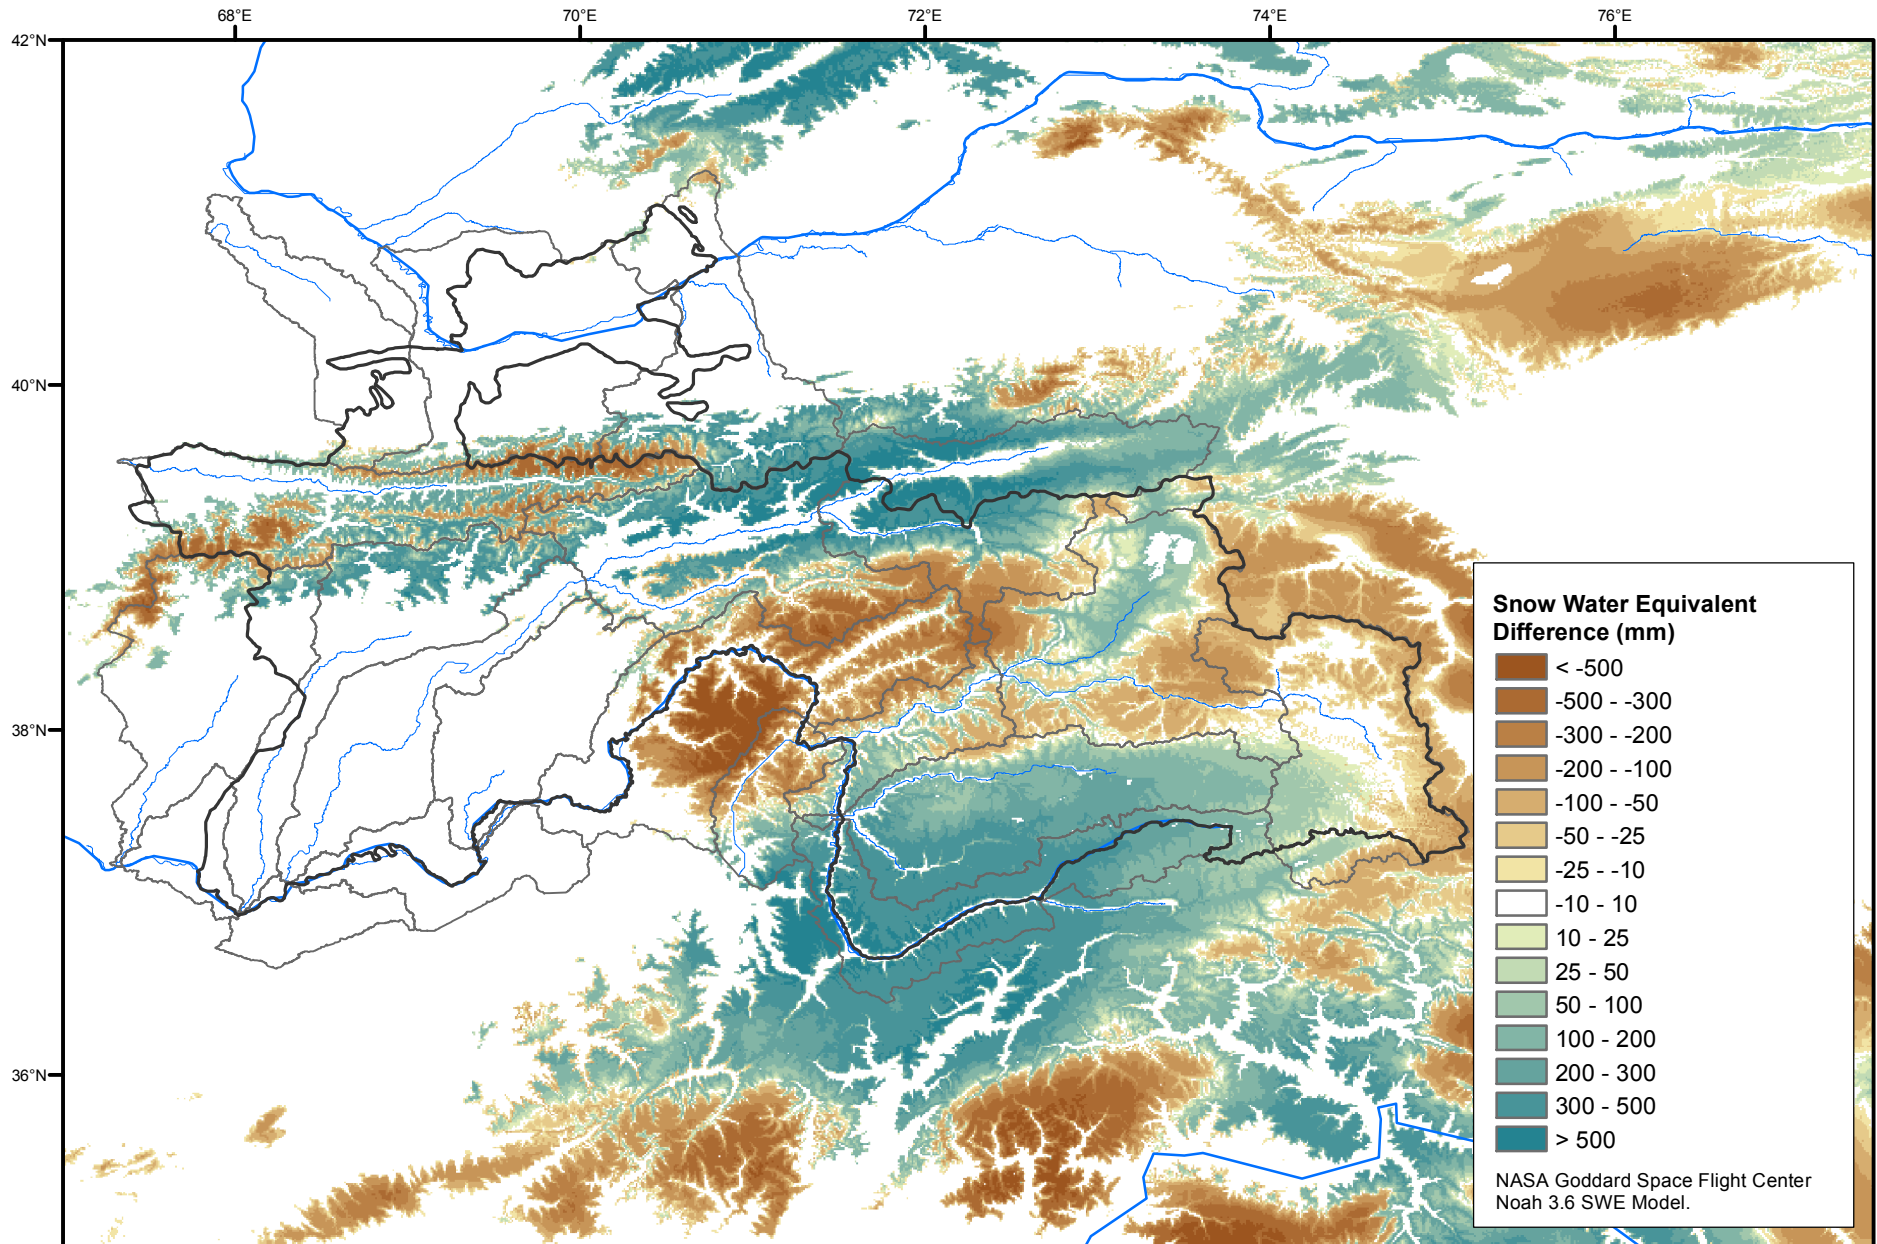 68°E 70°E 72°E 74°E 76°E
42°N
40°N
38°N
36°N
Snow Water Equivalent
Difference (mm)
< -500
-500 - -300
-300 - -200
-200 - -100
-100 - -50
-50 - -25
-25 - -10
-10 - 10
10 - 25
25 - 50
50 - 100
100 - 200
200 - 300
300 - 500
> 500
NASA Goddard Space Flight Center
Noah 3.6 SWE Model.